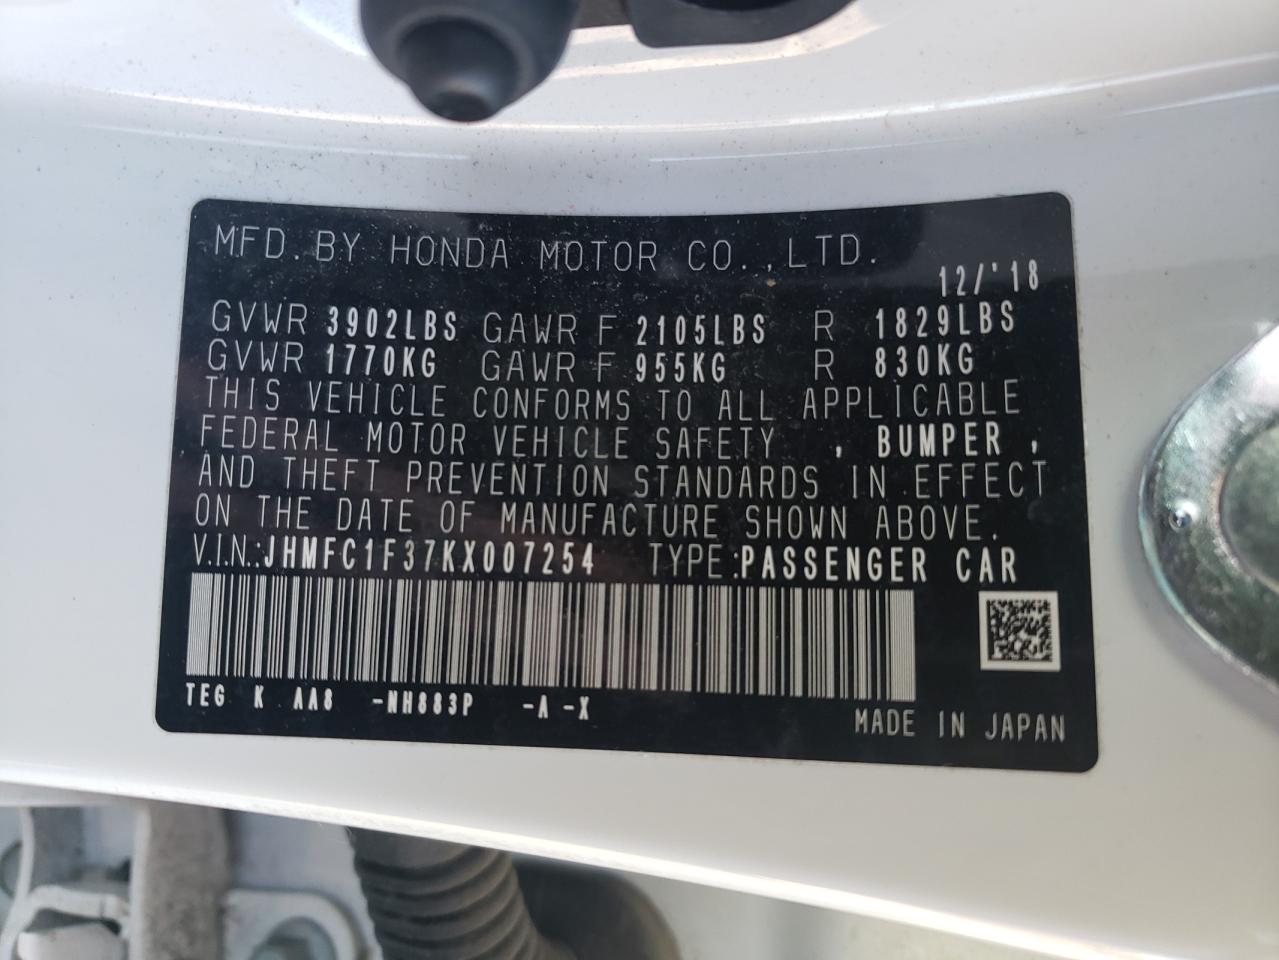 MFD. BY HONDA MOTOR CO., LTD.
12/'18
GVWR 3902LBS GAWR F 2105LBS R 1829LBS
GVWR 1770KG GAWR F 955KG R 830KG
THIS VEHICLE CONFORMS TO ALL APPLICABLE
FEDERAL MOTOR VEHICLE SAFETY , BUMPER ,
AND THEFT PREVENTION STANDARDS IN EFFECT
ON THE DATE OF MANUFACTURE SHOWN ABOVE.
V.I.N.:JHMFC1F37KX007254 TYPE:PASSENGER CAR
TEG K AA8 -NH883P -A -X
MADE IN JAPAN